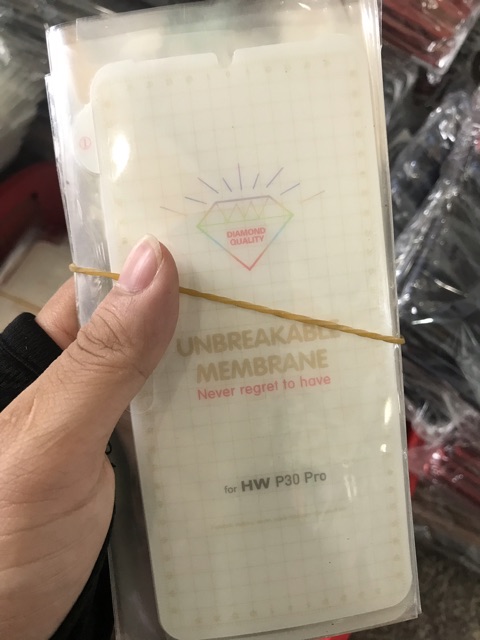 DIAMOND
QUALITY
UNBREAKABLE
MEMBRANE
Never regret to have
for HW P30 Pro